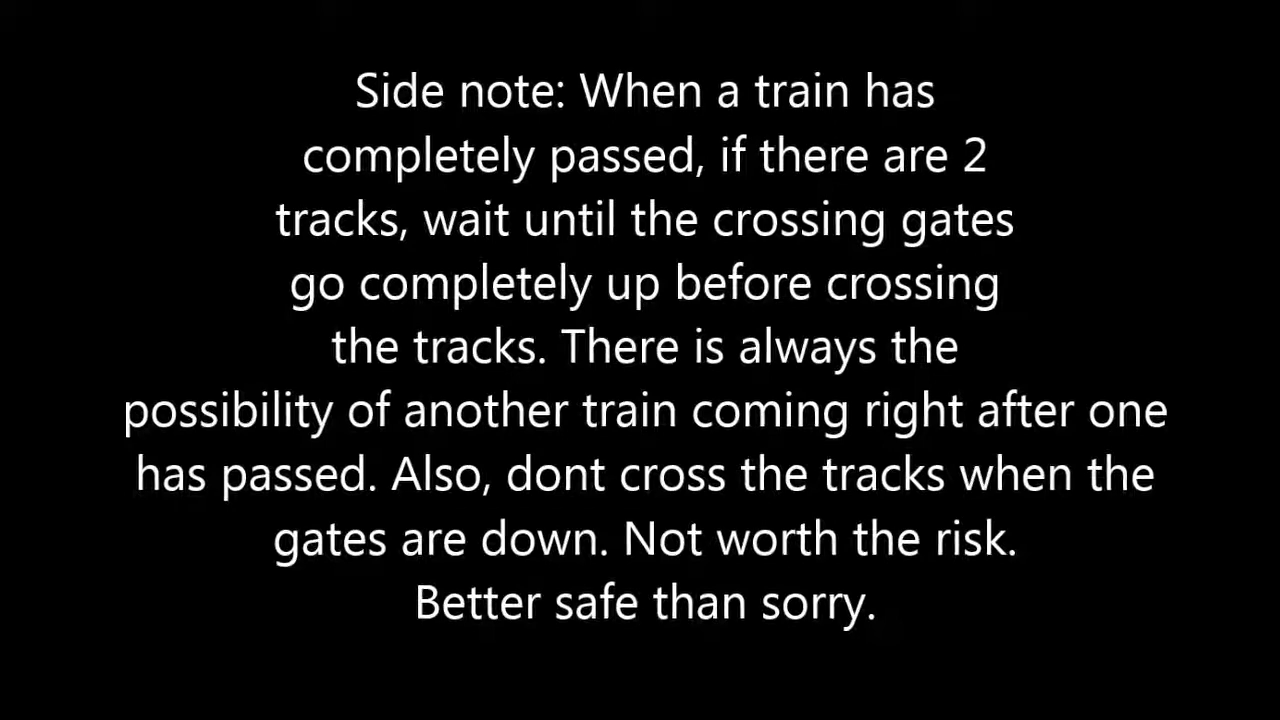 Side note: When a train has
completely passed, if there are 2
tracks, wait until the crossing gates
go completely up before crossing
the tracks. There is always the
possibility of another train coming right after one
has passed. Also, dont cross the tracks when the
gates are down. Not worth the risk.
Better safe than sorry.